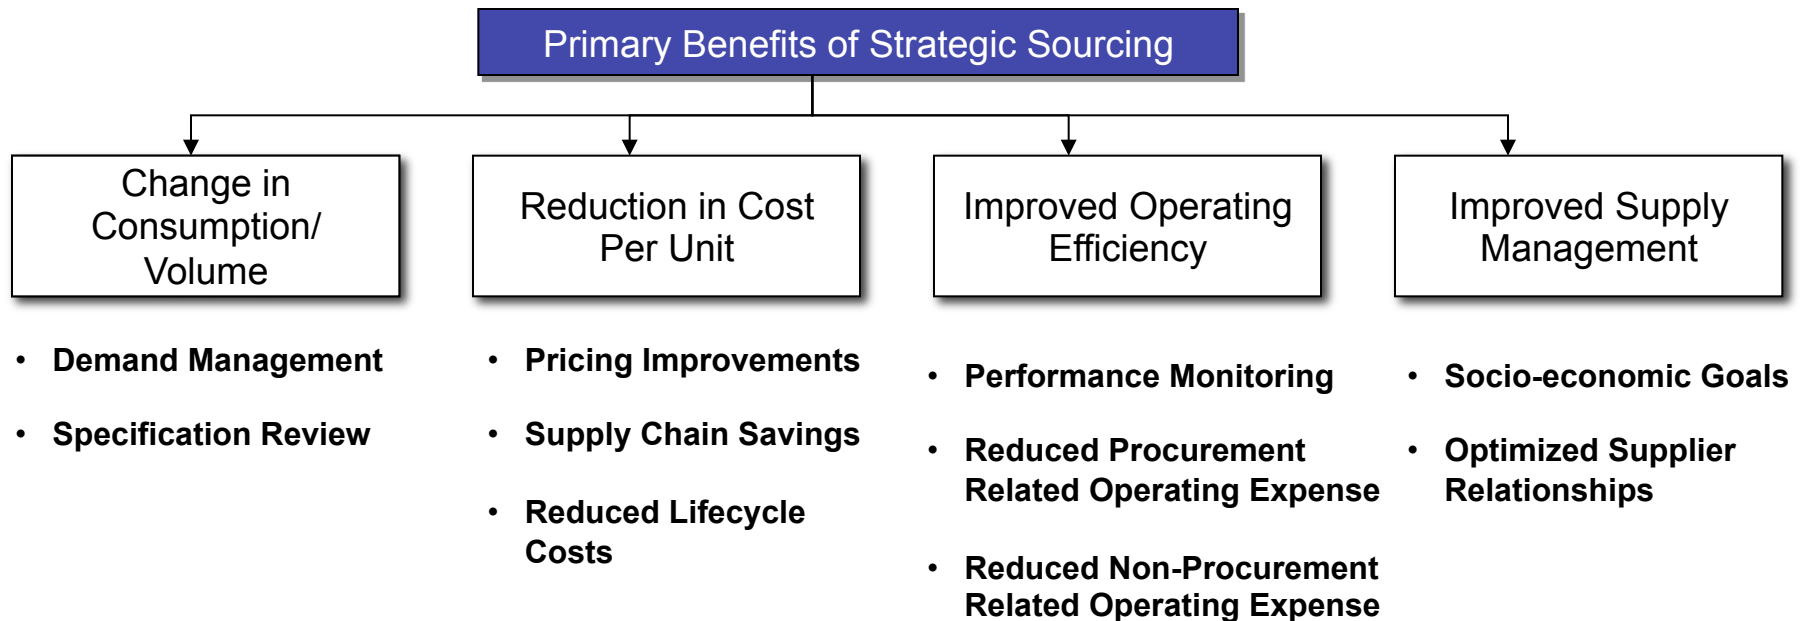 Primary Benefits of Strategic Sourcing
Change in
Consumption/
Volume
• Demand Management
• Specification Review
Reduction in Cost
Per Unit
• Pricing Improvements
• Supply Chain Savings
• Reduced Lifecycle
Costs
Improved Operating
Efficiency
• Performance Monitoring
• Reduced Procurement
Related Operating Expense
• Reduced Non-Procurement
Related Operating Expense
Improved Supply
Management
• Socio-economic Goals
• Optimized Supplier
Relationships